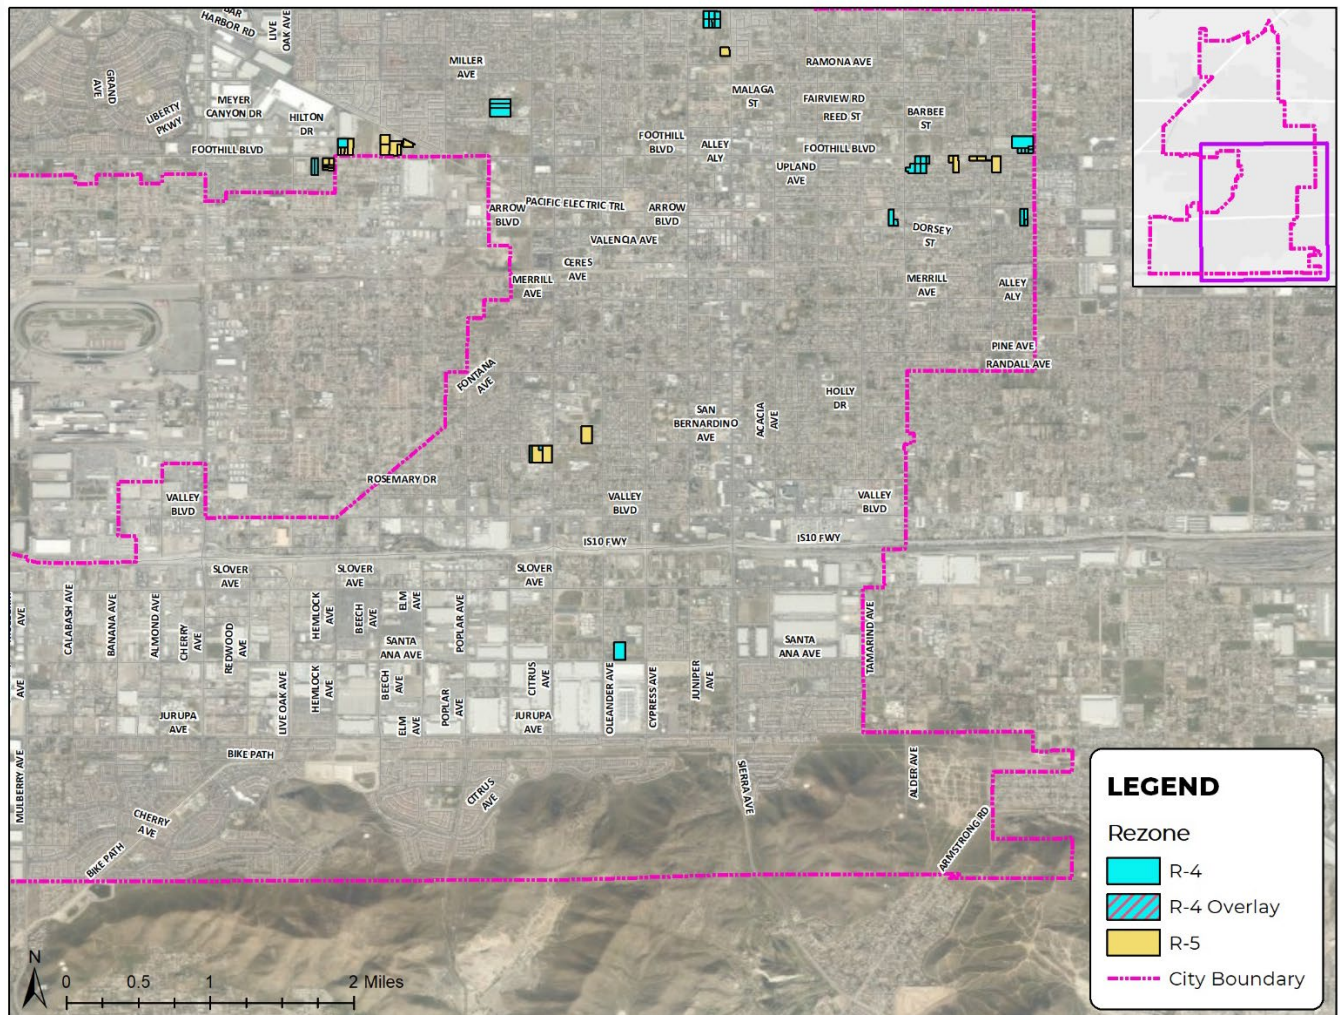 BAR
HARBOR RD
LIVE
OAK AVE
GRAND
AVE
MILLER
AVE
RAMONA AVE
LIBERTY
PKWY
MEYER
CANYON DR
HILTON
DR
MALAGA
ST
FAIRVIEW RD
REED ST
BARBEE
ST
FOOTHILL BLVD
FOOTHILL
BLVD
ALLEY
ALY
FOOTHILL BLVD
UPLAND
AVE
ARROW
BLVD
PACIFIC ELECTRIC TRL
ARROW
BLVD
VALENCIA AVE
DORSEY
ST
CERES
AVE
MERRILL
AVE
MERRILL
AVE
ALLEY
ALY
PINE AVE
RANDALL AVE
FONTANA
AVE
HOLLY
DR
SAN
BERNARDINO
AVE
ACACIA
AVE
ROSEMARY DR
VALLEY
BLVD
VALLEY
BLVD
VALLEY
BLVD
IS10 FWY
IS10 FWY
SLOVER
AVE
SLOVER
AVE
SLOVER
AVE
AVE
CALABASH AVE
BANANA AVE
ALMOND AVE
CHERRY
AVE
REDWOOD
AVE
HEMLOCK
AVE
BEECH
AVE
ELM
AVE
POPLAR AVE
SANTA
ANA AVE
SANTA
ANA AVE
TAMARIND AVE
AVE
LIVE OAK AVE
HEMLOCK
AVE
BEECH
AVE
ELM
AVE
POPLAR
AVE
CITRUS
AVE
OLEANDER AVE
CYPRESS AVE
JUNIPER
AVE
JURUPA
AVE
JURUPA
AVE
MULBERRY AVE
BIKE PATH
CITRUS
AVE
SIERRA AVE
ALDER AVE
CHERRY
AVE
BIKE PATH
ARMSTRONG RD
N
0 0.5 1 2 Miles
LEGEND
Rezone
R-4
R-4 Overlay
R-5
City Boundary